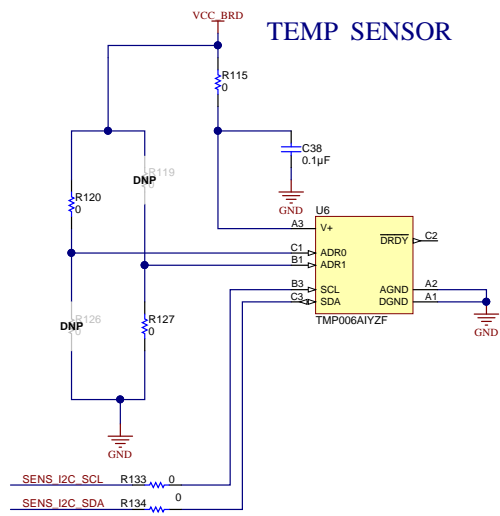 VCC_BRD
TEMP SENSOR
R115
0
C38
0.1µF
GND
R119
DNP
0
R120
0
U6
A3 V+
DRDY C2
C1 ADR0
B1 ADR1
B3 SCL
AGND A2
C3 SDA
DGND A1
TMP006AIYZF
GND
R126
DNP
0
R127
0
GND
SENS_I2C_SCL R133 0
SENS_I2C_SDA R134 0